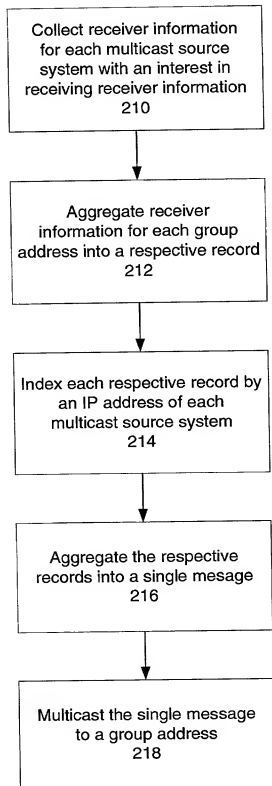 Collect receiver information
for each multicast source
system with an interest in
receiving receiver information
210
Aggregate receiver
information for each group
address into a respective record
212
Index each respective record by
an IP address of each
multicast source system
214
Aggregate the respective
records into a single message
216
Multicast the single message
to a group address
218